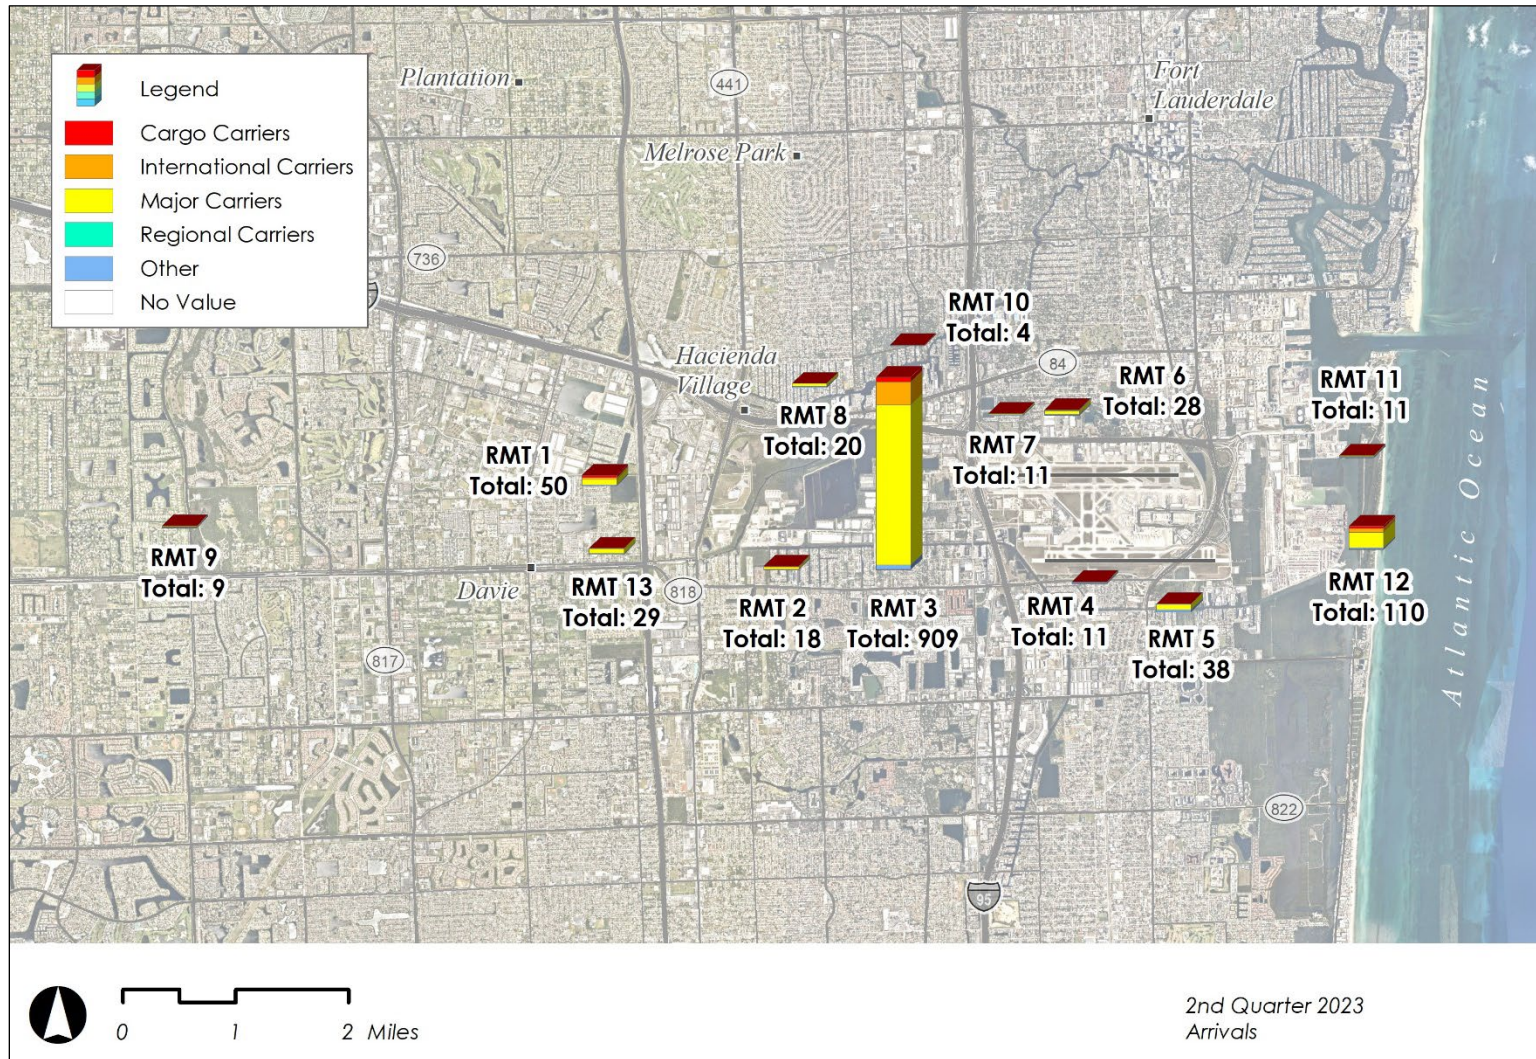 Legend
Cargo Carriers
International Carriers
Major Carriers
Regional Carriers
Other
No Value
Plantation
441
Fort
Lauderdale
Melrose Park
736
RMT 10
Total: 4
Hacienda
Village
84
RMT 6
Total: 28
RMT 11
Total: 11
RMT 8
Total: 20
RMT 7
Total: 11
RMT 1
Total: 50
Atlantic Ocean
RMT 9
Total: 9
Davie
RMT 13
Total: 29
818
RMT 2
Total: 18
RMT 3
Total: 909
RMT 4
Total: 11
RMT 5
Total: 38
RMT 12
Total: 110
817
822
95
0 1 2 Miles
2nd Quarter 2023
Arrivals